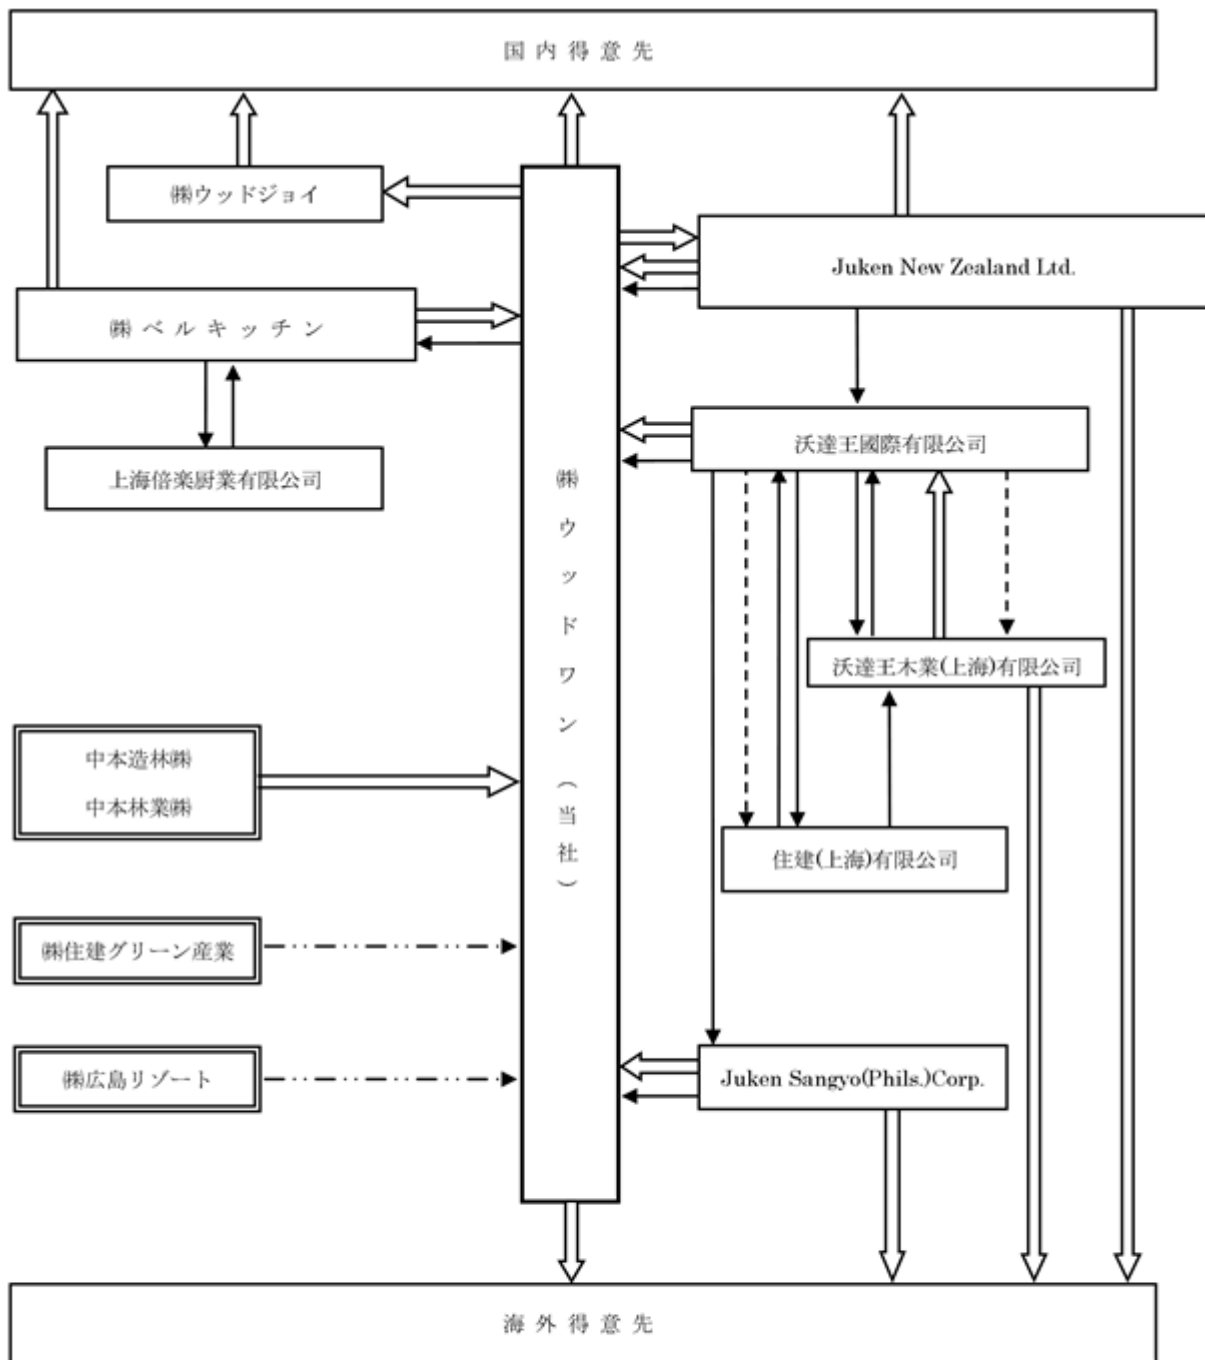 国内得意先
㈱ウッドジョイ
Juken New Zealand Ltd.
㈱ベルキッチン
沃達王國際有限公司
上海倍楽厨業有限公司
㈱ウッドワン(当社)
沃達王木業(上海)有限公司
中本造林㈱
中本林業㈱
住建(上海)有限公司
㈱住建グリーン産業
㈱広島リゾート
Juken Sangyo(Phils.)Corp.
海外得意先